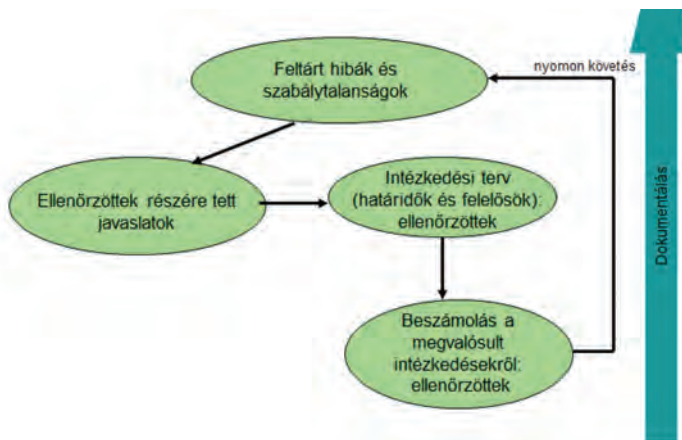 Feltárt hibák és
szabálytalanságok
nyomon követés
Ellenőrzöttek részére tett
javaslatok
Intézkedési terv
(határidők és felelősök):
ellenőrzöttek
Beszámolás a
megvalósult
intézkedésekről:
ellenőrzöttek
Dokumentálás